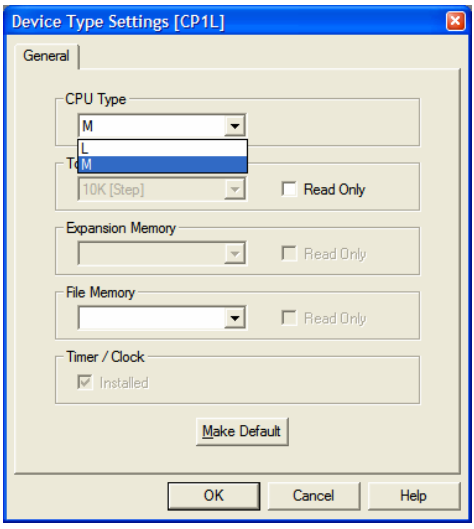 Device Type Settings [CP1L]
General
CPU Type
M
L
M
10K [Step]
Read Only
Expansion Memory
Read Only
File Memory
Read Only
Timer / Clock
Installed
Make Default
OK
Cancel
Help